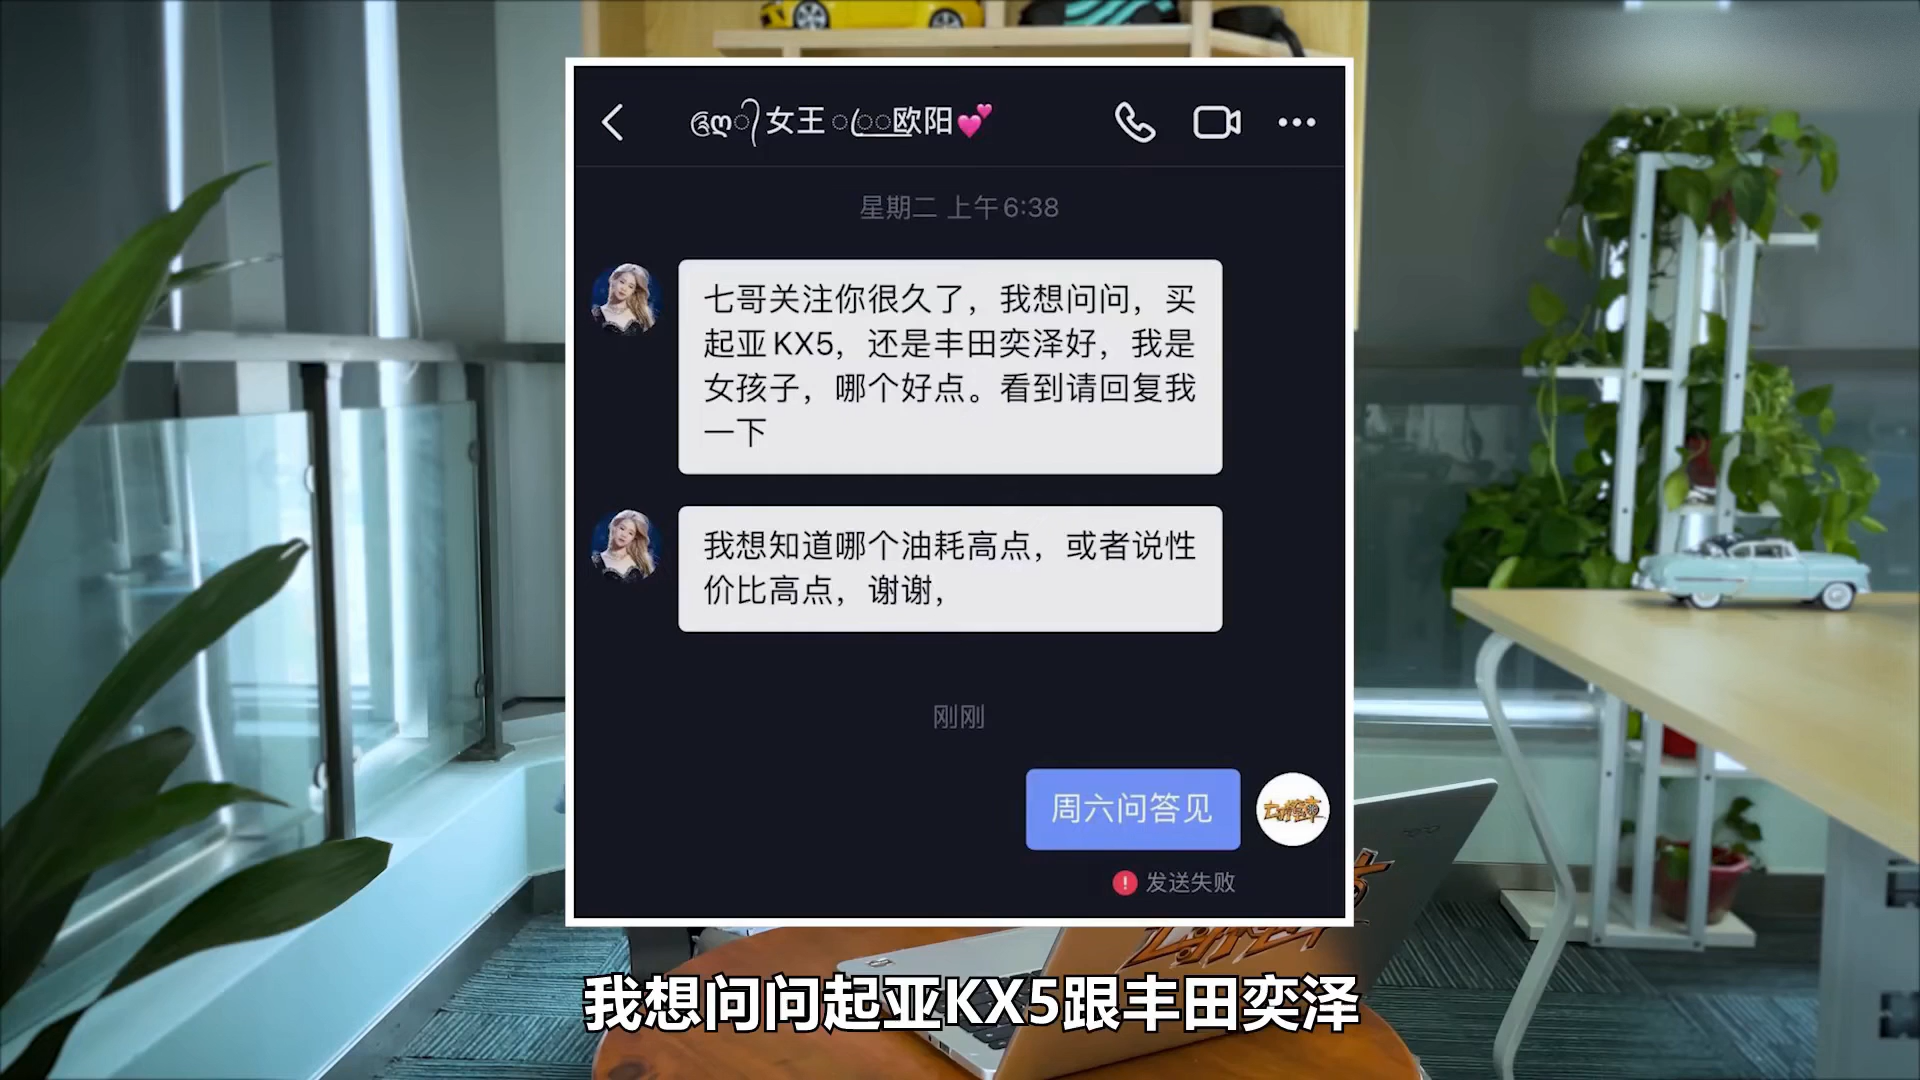 女王 欧阳💕
星期二 上午6:38
七哥关注你很久了，我想问问，买
起亚KX5，还是丰田奕泽好，我是
女孩子，哪个好点。看到请回复我
一下
我想知道哪个油耗高点，或者说性
价比高点，谢谢，
刚刚
周六问答见
发送失败
我想问问起亚KX5跟丰田奕泽